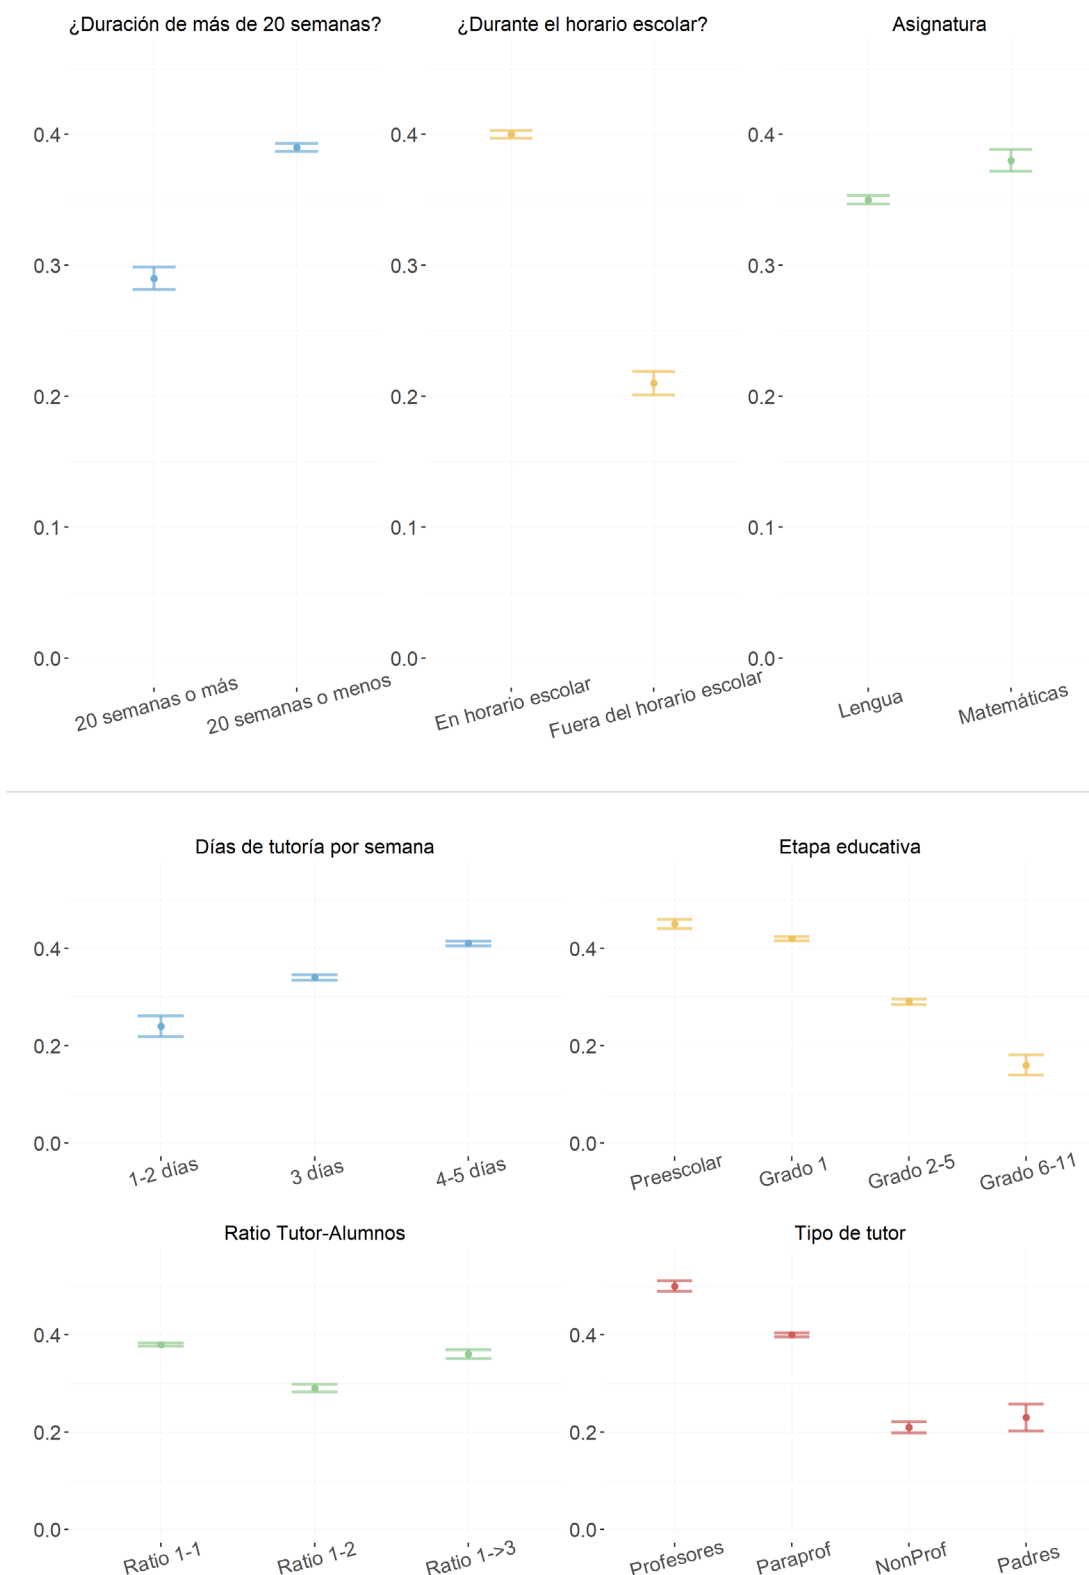 ¿Duración de más de 20 semanas?
¿Durante el horario escolar?
Asignatura
0.4
0.3
0.2
0.1
0.0
20 semanas o más
20 semanas o menos
0.4
0.3
0.2
0.1
0.0
En horario escolar
Fuera del horario escolar
0.4
0.3
0.2
0.1
0.0
Lengua
Matemáticas
Días de tutoría por semana
0.4
0.2
0.0
1-2 días
3 días
4-5 días
Etapa educativa
0.4
0.2
0.0
Preescolar
Grado 1
Grado 2-5
Grado 6-11
Ratio Tutor-Alumnos
0.4
0.2
0.0
Ratio 1-1
Ratio 1-2
Ratio 1->3
Tipo de tutor
0.4
0.2
0.0
Profesores
Paraprof
NonProf
Padres